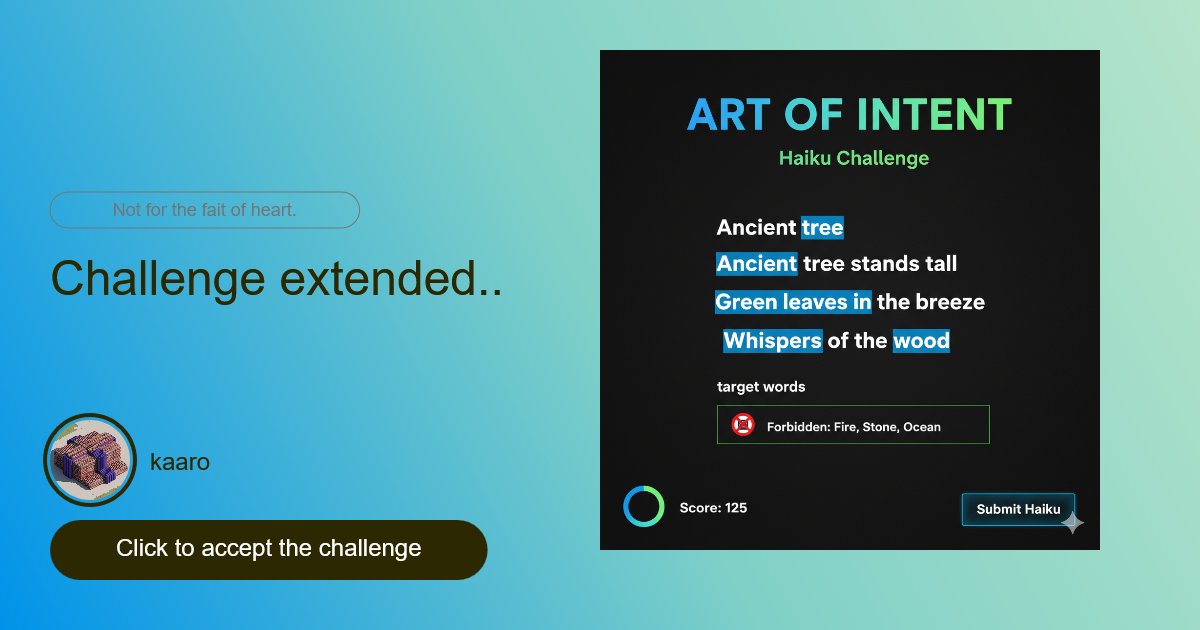 Not for the fait of heart.
Challenge extended..
kaaro
Click to accept the challenge
ART OF INTENT
Haiku Challenge
Ancient tree
Ancient tree stands tall
Green leaves in the breeze
Whispers of the wood
target words
Forbidden: Fire, Stone, Ocean
Score: 125
Submit Haiku